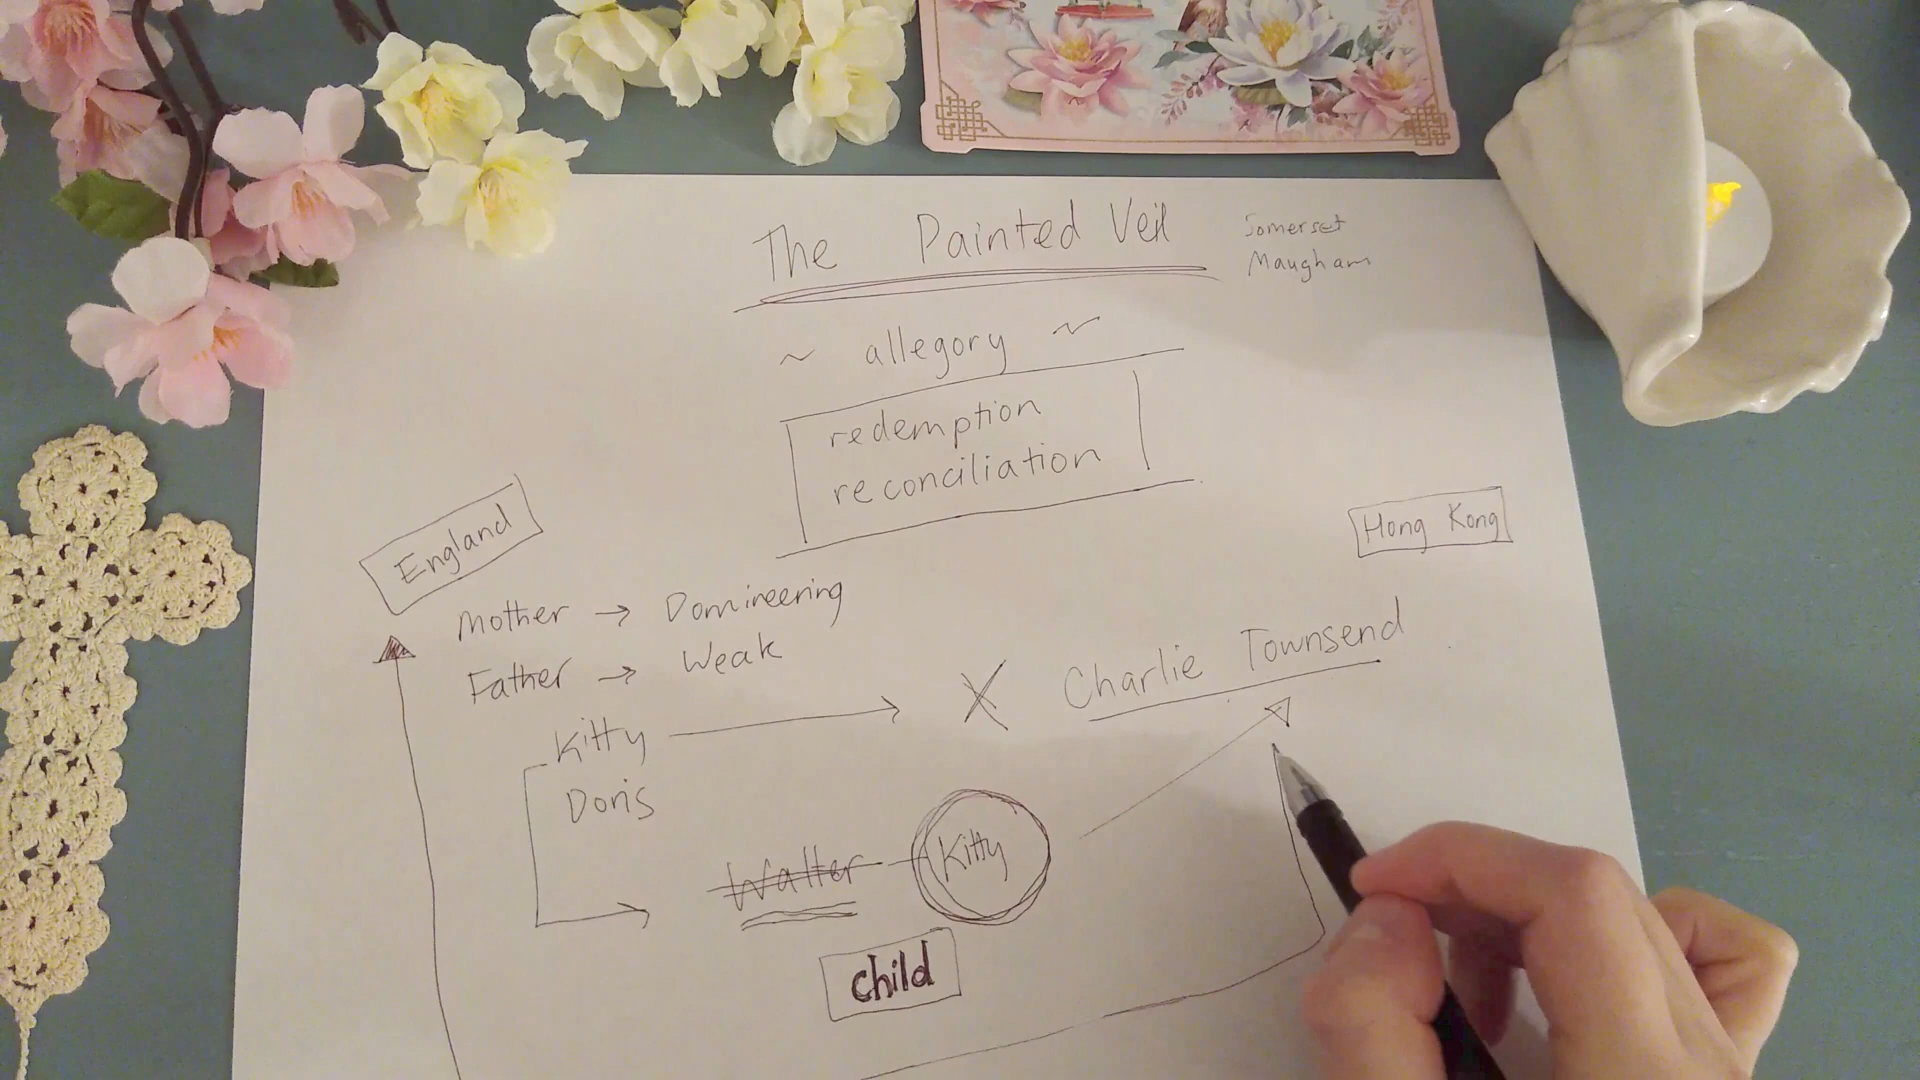 The Painted Veil
Somerset
Maugham
~ allegory ~
redemption
reconciliation
England
Hong Kong
Mother → Domineering
Father → Weak
Kitty → X Charlie Townsend
Doris
Walter - Kitty
child